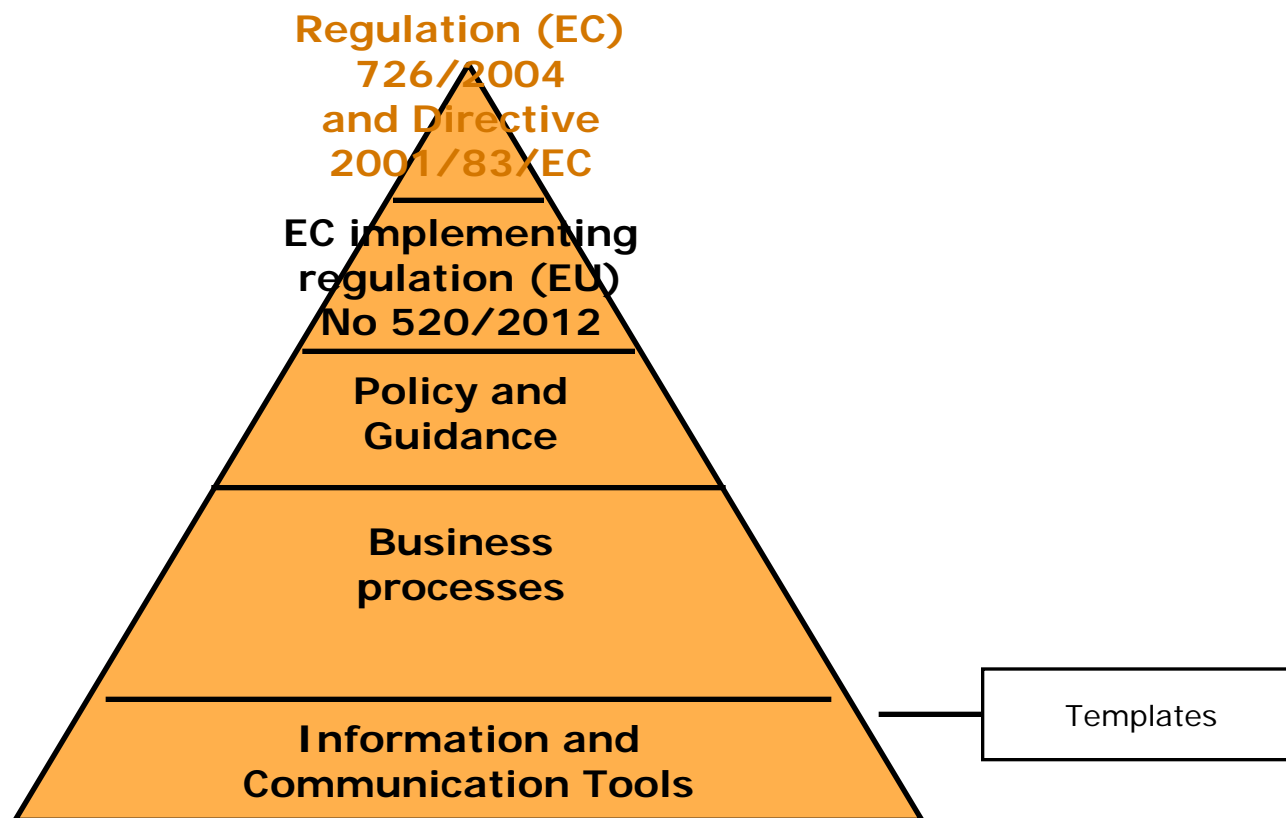 Regulation (EC)
726/2004
and Directive
2001/83/EC
EC implementing
regulation (EU)
No 520/2012
Policy and
Guidance
Business
processes
Templates
Information and
Communication Tools